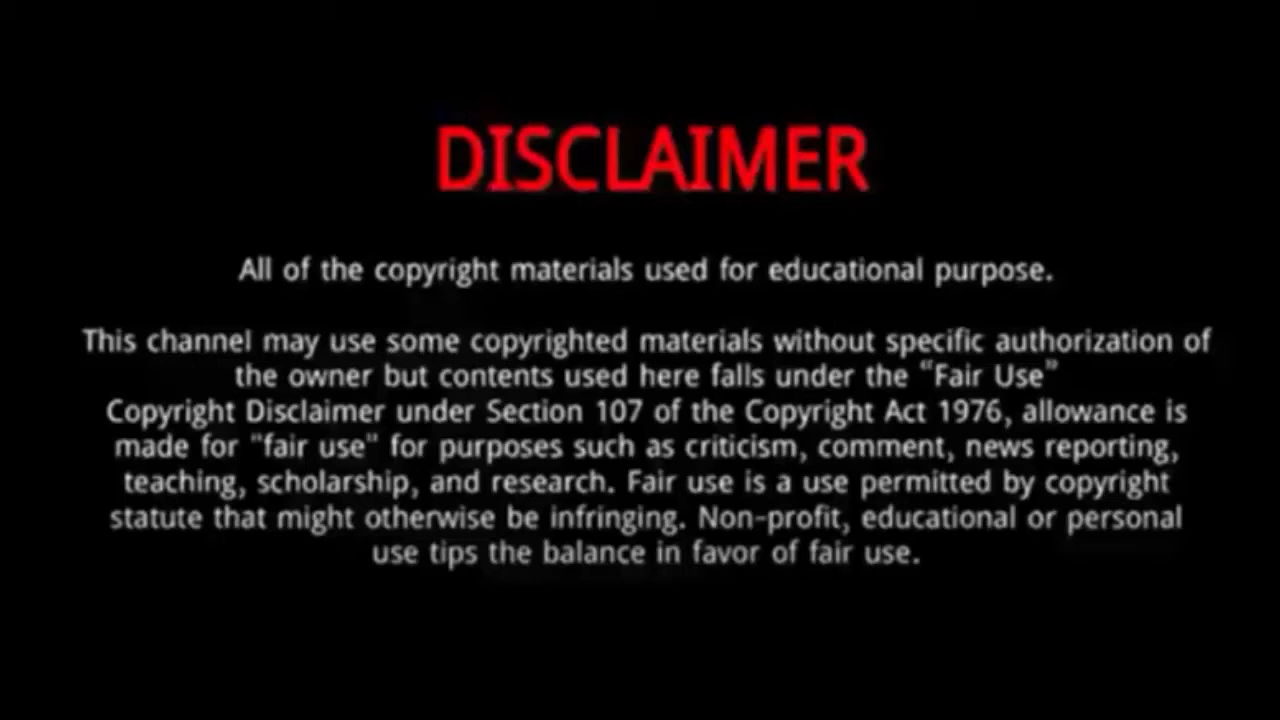 DISCLAIMER
All of the copyright materials used for educational purpose.
This channel may use some copyrighted materials without specific authorization of
the owner but contents used here falls under the “Fair Use”
Copyright Disclaimer under Section 107 of the Copyright Act 1976, allowance is
made for "fair use" for purposes such as criticism, comment, news reporting,
teaching, scholarship, and research. Fair use is a use permitted by copyright
statute that might otherwise be infringing. Non-profit, educational or personal
use tips the balance in favor of fair use.